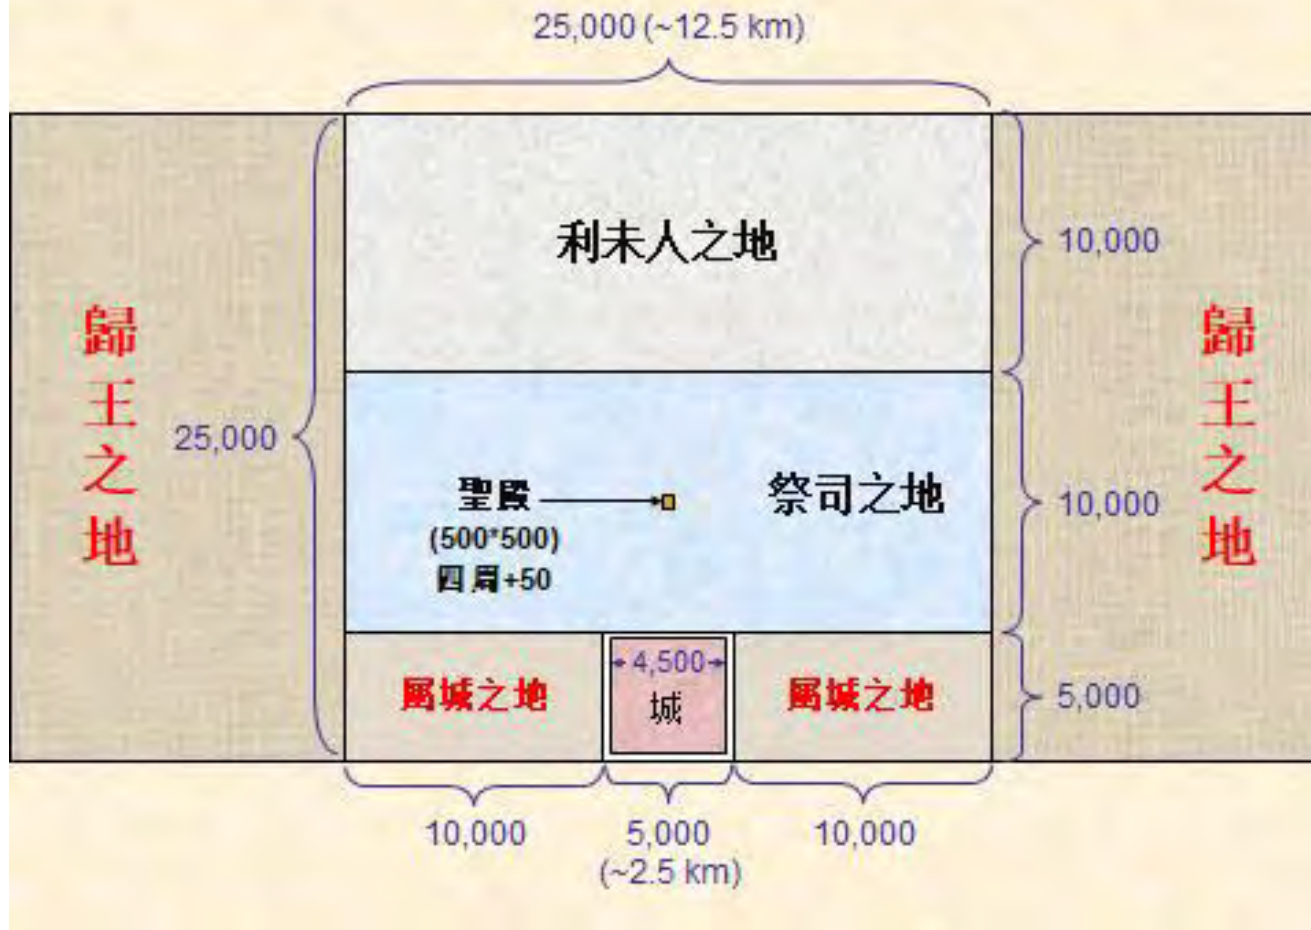 25,000 (~12.5 km)
利未人之地
10,000
歸王之地
歸王之地
25,000
聖殿
(500*500)
四周+50
祭司之地
10,000
4,500
城
屬城之地
屬城之地
5,000
10,000
5,000
(~2.5 km)
10,000